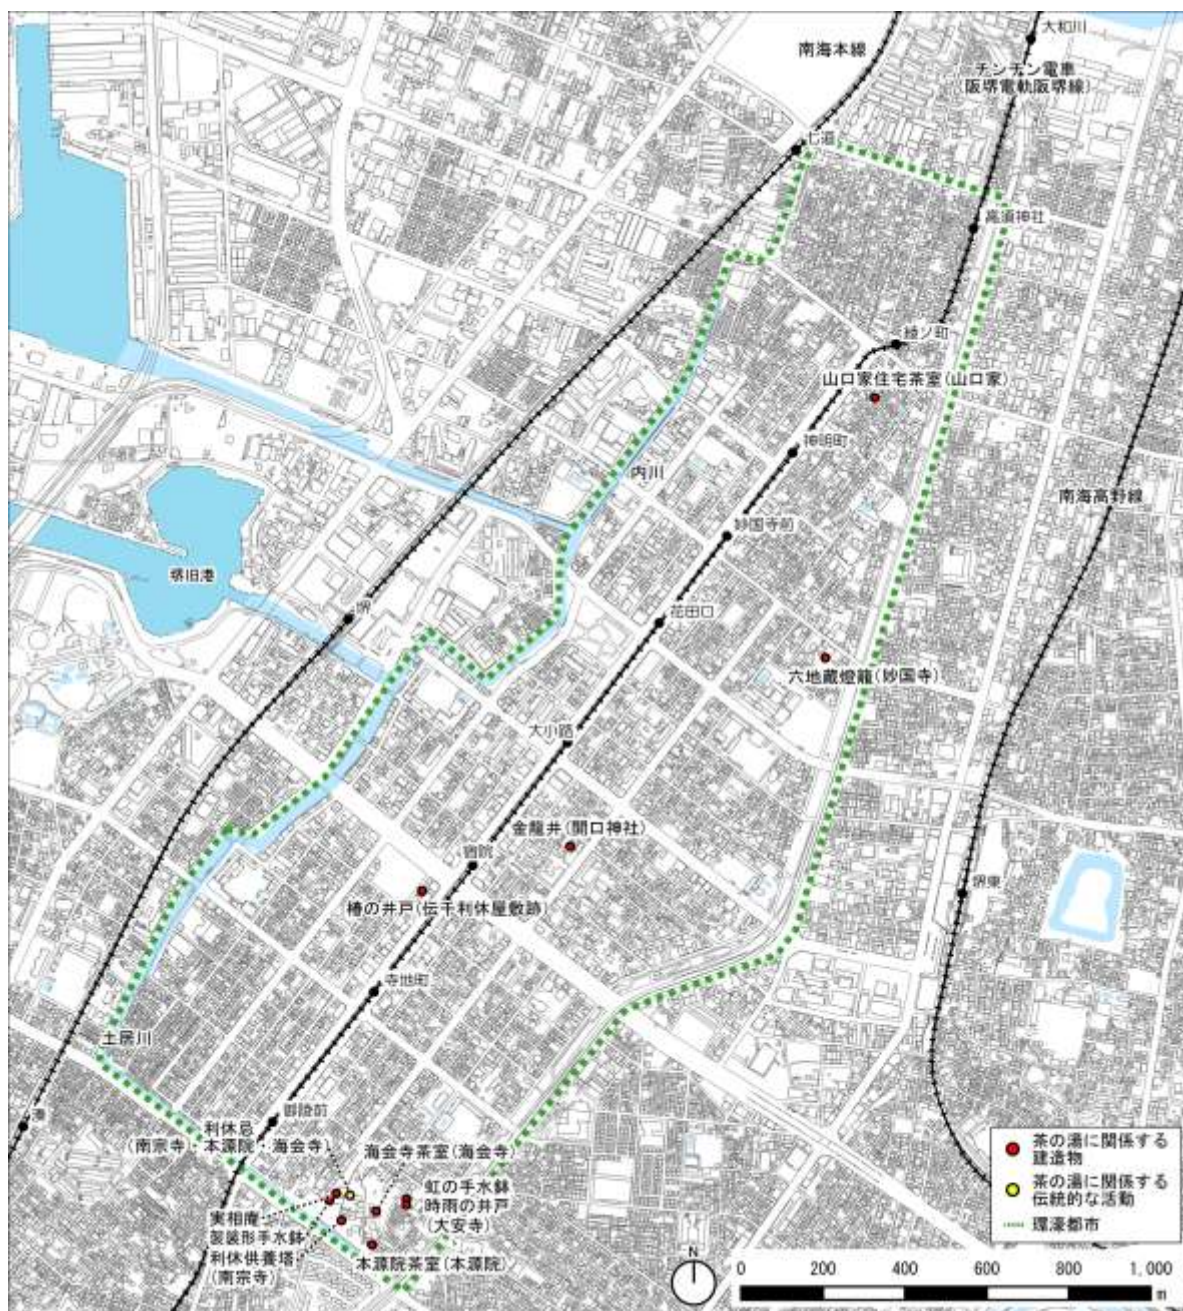 大和川
南海本線
チンチン電車
(阪堺電軌阪堺線)
七道
高須神社
綾ノ町
山口家住宅茶室(山口家)
神明町
内川
南海高野線
妙国寺前
堺旧港
堺
花田口
六地蔵燈籠(妙国寺)
大小路
金龍井(開口神社)
宿院
堺東
椿の井戸(伝千利休屋敷跡)
寺地町
土居川
御陵前
湊
利休忌
(南宗寺・本源院・海会寺)
海会寺茶室(海会寺)
虹の手水鉢
時雨の井戸
(大安寺)
実相庵
袈裟形手水鉢
利休供養塔
(南宗寺)
本源院茶室(本源院)
茶の湯に関係する
建造物
茶の湯に関係する
伝統的な活動
環濠都市
N
0 200 400 600 800 1,000
m